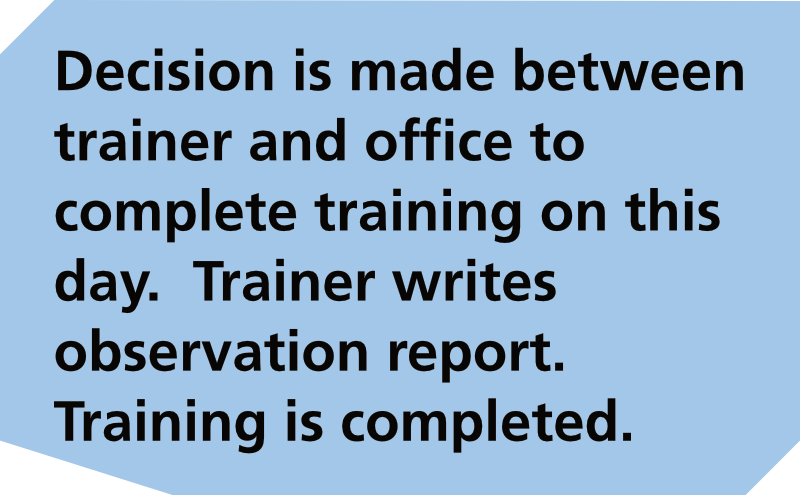 Decision is made between
trainer and office to
complete training on this
day.  Trainer writes
observation report.
Training is completed.